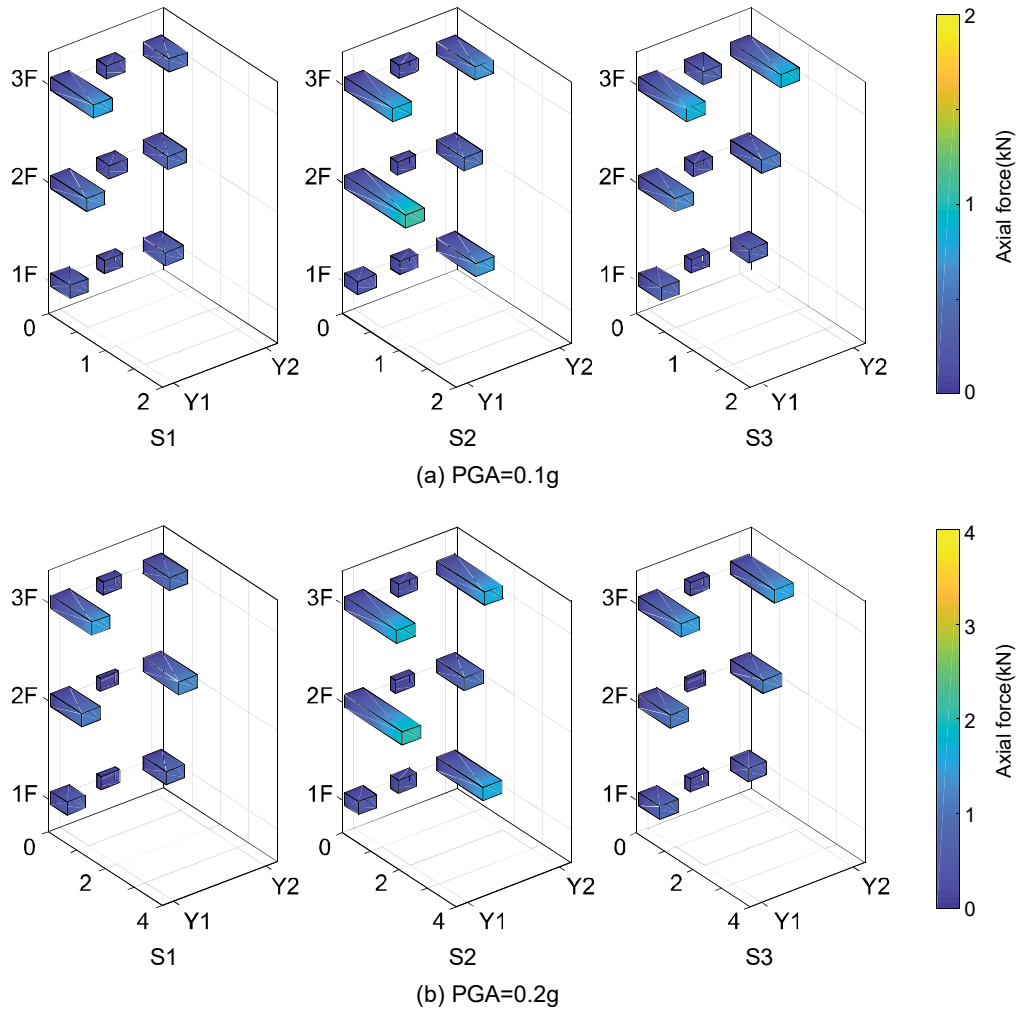 3F
2F
1F
0
1
2
Y1
Y2
S1
3F
2F
1F
0
1
2
Y1
Y2
S2
3F
2F
1F
0
1
2
Y1
Y2
S3
2
1
0
Axial force(kN)
(a) PGA=0.1g
3F
2F
1F
0
2
4
Y1
Y2
S1
3F
2F
1F
0
2
4
Y1
Y2
S2
3F
2F
1F
0
2
4
Y1
Y2
S3
4
3
2
1
0
Axial force(kN)
(b) PGA=0.2g